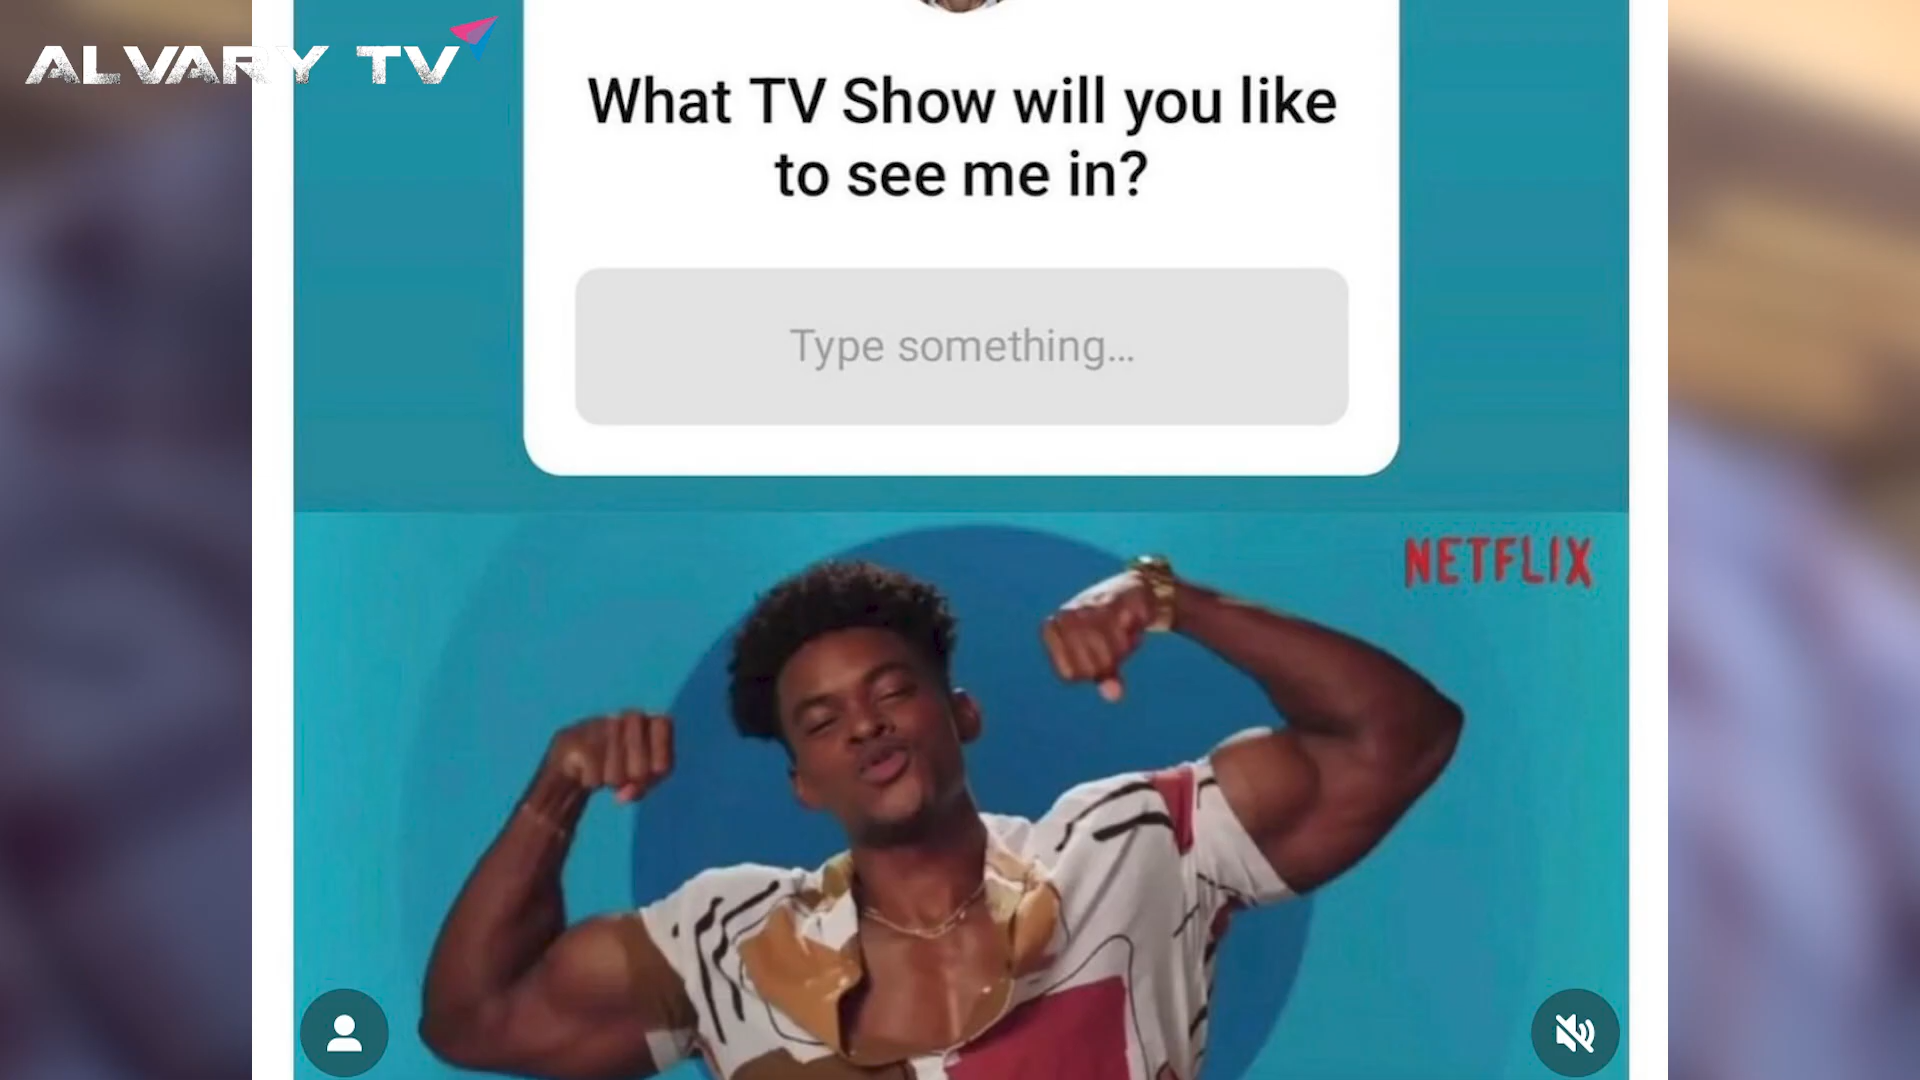 ALVARY TV
What TV Show will you like
to see me in?
Type something...
NETFLIX